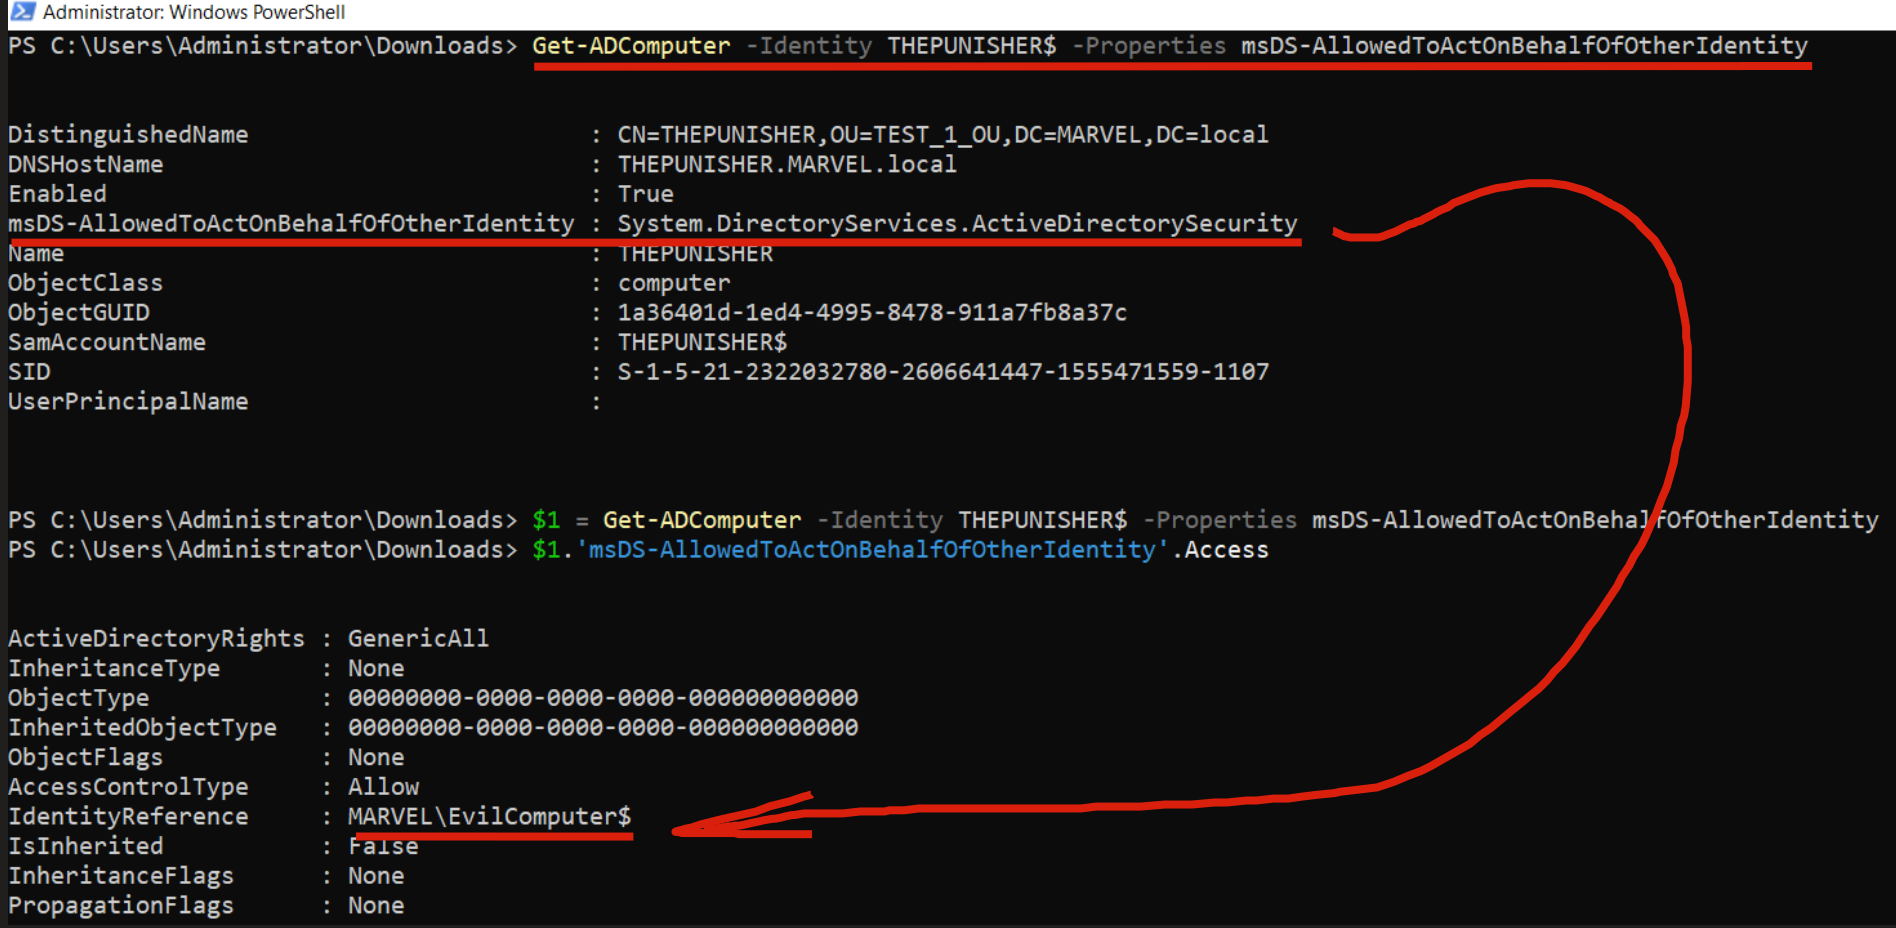 Administrator: Windows PowerShell
PS C:\Users\Administrator\Downloads> Get-ADComputer -Identity THEPUNISHER$ -Properties msDS-AllowedToActOnBehalfOfOtherIdentity
DistinguishedName : CN=THEPUNISHER,OU=TEST_1_OU,DC=MARVEL,DC=local
DNSHostName : THEPUNISHER.MARVEL.local
Enabled : True
msDS-AllowedToActOnBehalfOfOtherIdentity : System.DirectoryServices.ActiveDirectorySecurity
Name : THEPUNISHER
ObjectClass : computer
ObjectGUID : 1a36401d-1ed4-4995-8478-911a7fb8a37c
SamAccountName : THEPUNISHER$
SID : S-1-5-21-2322032780-2606641447-1555471559-1107
UserPrincipalName :
PS C:\Users\Administrator\Downloads> $1 = Get-ADComputer -Identity THEPUNISHER$ -Properties msDS-AllowedToActOnBehalfOfOtherIdentity
PS C:\Users\Administrator\Downloads> $1.'msDS-AllowedToActOnBehalfOfOtherIdentity'.Access
ActiveDirectoryRights : GenericAll
InheritanceType : None
ObjectType : 00000000-0000-0000-0000-000000000000
InheritedObjectType : 00000000-0000-0000-0000-000000000000
ObjectFlags : None
AccessControlType : Allow
IdentityReference : MARVEL\EvilComputer$
IsInherited : False
InheritanceFlags : None
PropagationFlags : None